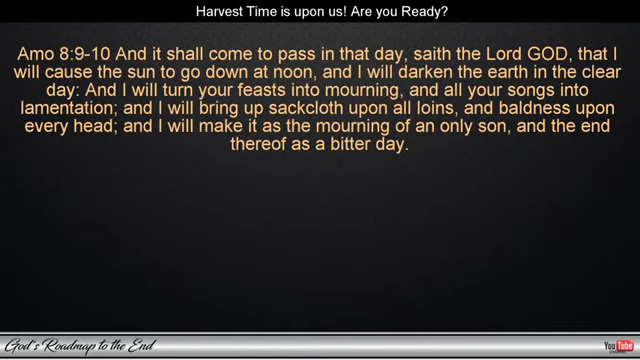 Harvest Time is upon us! Are you Ready?
Amo 8:9-10 And it shall come to pass in that day, saith the Lord GOD, that I
will cause the sun to go down at noon, and I will darken the earth in the clear
day: And I will turn your feasts into mourning, and all your songs into
lamentation; and I will bring up sackcloth upon all loins, and baldness upon
every head; and I will make it as the mourning of an only son, and the end
thereof as a bitter day.
God's Roadmap to the End
YouTube